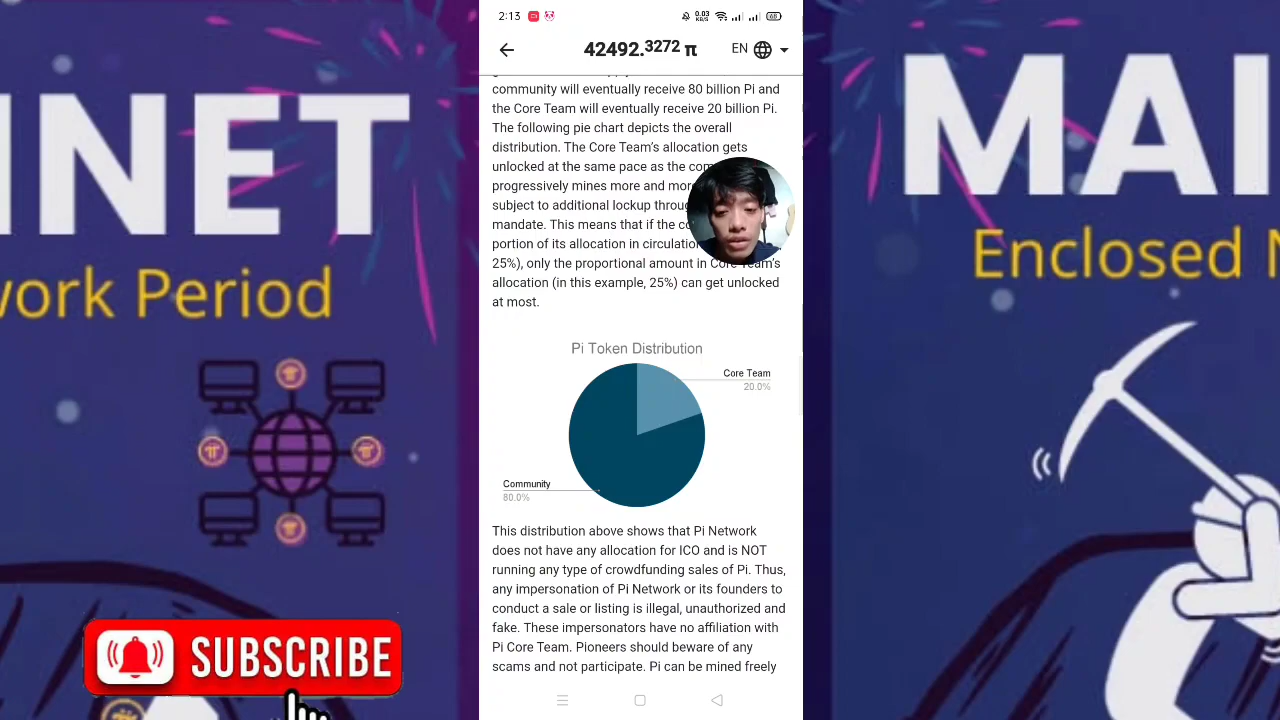 2:13
0.03
KB/S
68
42492.3272 π
EN
community will eventually receive 80 billion Pi and
the Core Team will eventually receive 20 billion Pi.
The following pie chart depicts the overall
distribution. The Core Team's allocation gets
unlocked at the same pace as the
progressively mines more and
subject to additional lockup
mandate. This means that if the
portion of its allocation in
25%), only the proportional amount in Core Team's
allocation (in this example, 25%) can get unlocked
at most.
Pi Token Distribution
Core Team
20.0%
Community
80.0%
This distribution above shows that Pi Network
does not have any allocation for ICO and is NOT
running any type of crowdfunding sales of Pi. Thus,
any impersonation of Pi Network or its founders to
conduct a sale or listing is illegal, unauthorized and
fake. These impersonators have no affiliation with
Pi Core Team. Pioneers should beware of any
scams and not participate. Pi can be mined freely
INET
work Period
SUBSCRIBE
MAI
Enclosed